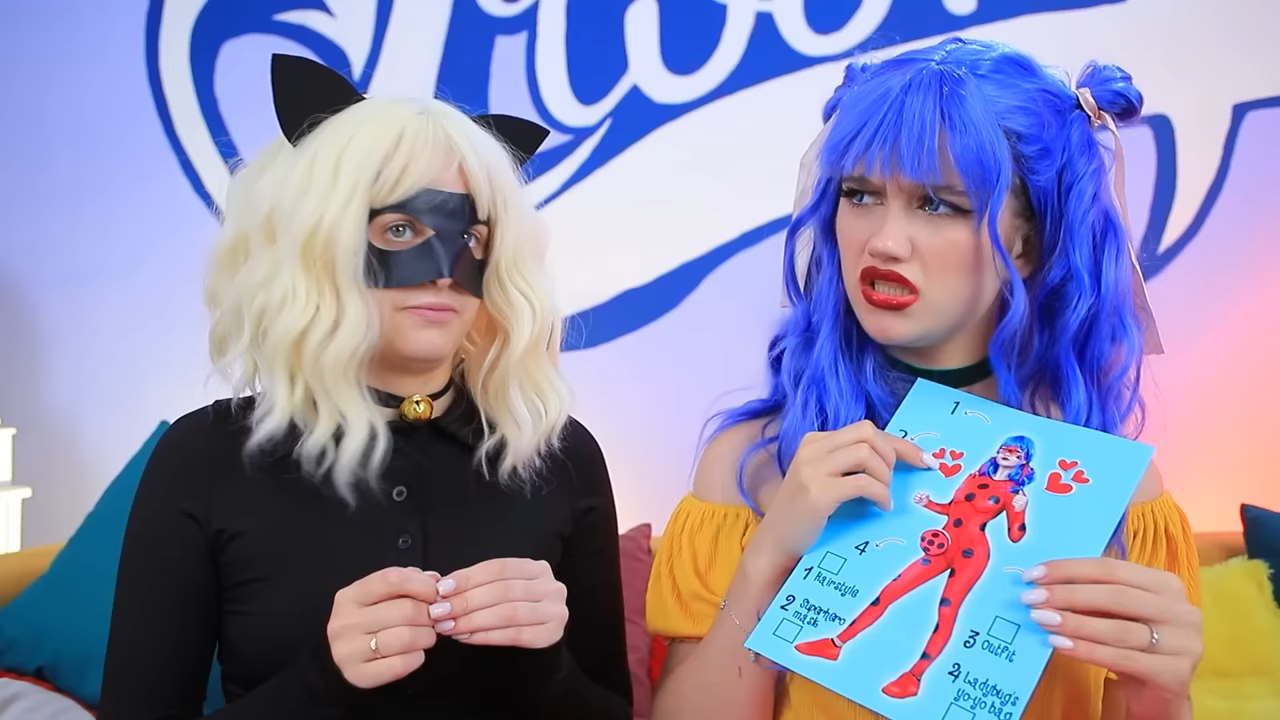 1
2
4
1 Hairstyle
2 Superhero
mask
3 Outfit
4 Ladybug's
yo-yo bag